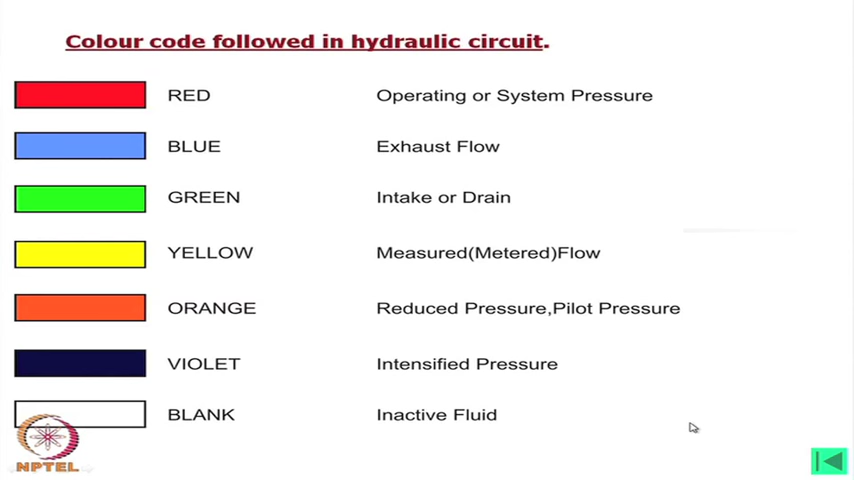 Colour code followed in hydraulic circuit.
RED Operating or System Pressure
BLUE Exhaust Flow
GREEN Intake or Drain
YELLOW Measured(Metered)Flow
ORANGE Reduced Pressure,Pilot Pressure
VIOLET Intensified Pressure
BLANK Inactive Fluid
NPTEL